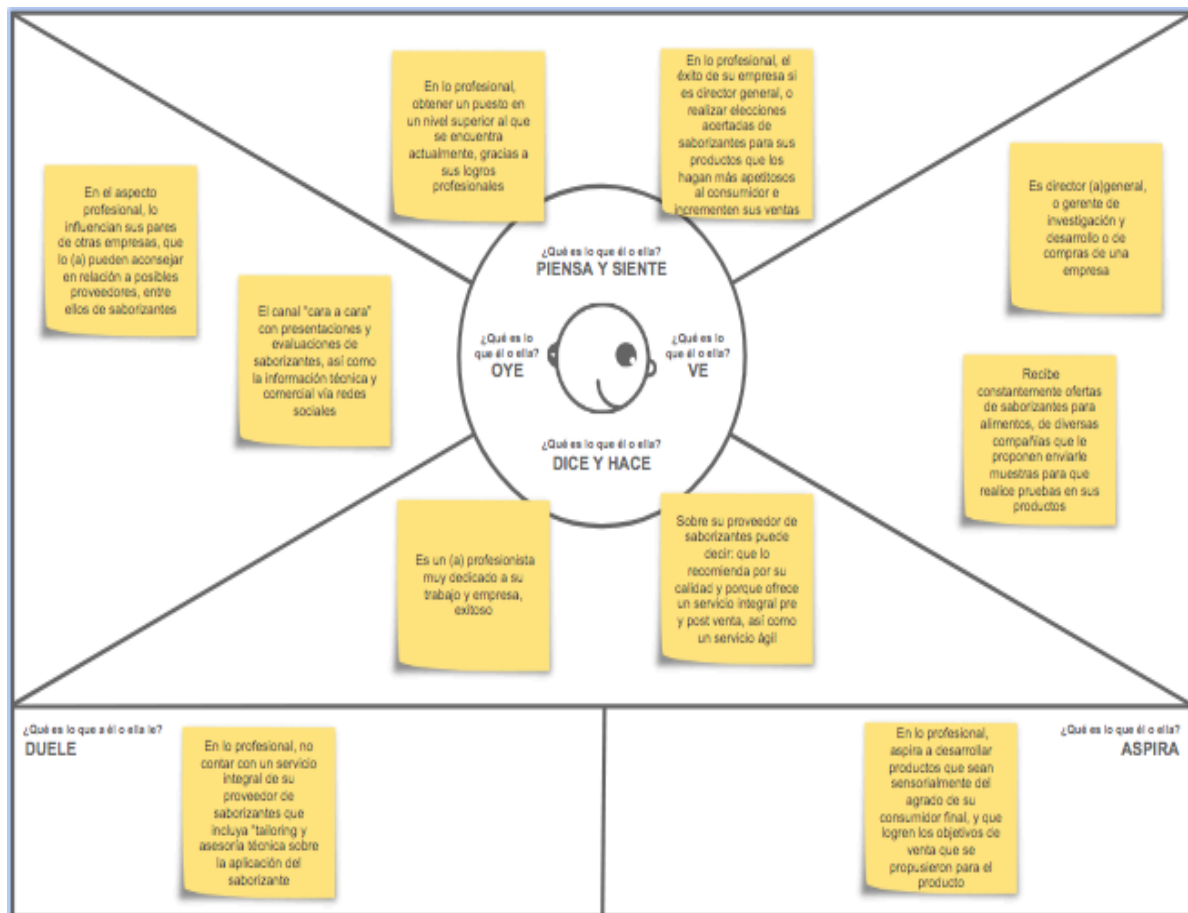 En lo profesional,
obtener un puesto en
un nivel superior al que
se encuentra
actualmente, gracias a
sus logros
profesionales
En lo profesional, el
éxito de su empresa si
es director general, o
realizar elecciones
acertadas de
saborizantes para sus
productos que los
hagan más apetitosos
al consumidor e
incrementen sus ventas
En el aspecto
profesional, lo
influencian sus pares
de otras empresas, que
lo (a) pueden aconsejar
en relación a posibles
proveedores, entre
ellos de saborizantes
El canal "cara a cara"
con presentaciones y
evaluaciones de
saborizantes, así como
la información técnica y
comercial vía redes
sociales
Es director (a)general,
o gerente de
investigación y
desarrollo o de
compras de una
empresa
Recibe
constantemente ofertas
de saborizantes para
alimentos, de diversas
compañías que le
proponen enviarle
muestras para que
realice pruebas en sus
productos
¿Qué es lo que él o ella?
PIENSA Y SIENTE
¿Qué es lo
que él o ella?
OYE
¿Qué es lo
que él o ella?
VE
¿Qué es lo que él o ella?
DICE Y HACE
Es un (a) profesionista
muy dedicado a su
trabajo y empresa,
exitoso
Sobre su proveedor de
saborizantes puede
decir: que lo
recomienda por su
calidad y porque ofrece
un servicio integral pre
y post venta, así como
un servicio ágil
¿Qué es lo que a él o ella le?
DUELE
En lo profesional, no
contar con un servicio
integral de su
proveedor de
saborizantes que
incluya "tailoring y
asesoría técnica sobre
la aplicación del
saborizante
En lo profesional,
aspira a desarrollar
productos que sean
sensorialmente del
agrado de su
consumidor final, y que
logren los objetivos de
venta que se
propusieron para el
producto
¿Qué es lo que él o ella?
ASPIRA